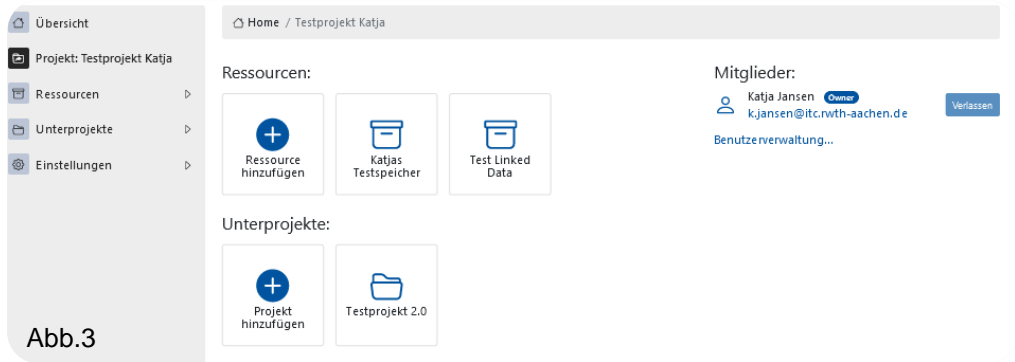 Übersicht
Projekt: Testprojekt Katja
Ressourcen
Unterprojekte
Einstellungen
Abb.3
Home / Testprojekt Katja
Ressourcen:
Ressource
hinzufügen
Katjas
Testspeicher
Test Linked
Data
Unterprojekte:
Projekt
hinzufügen
Testprojekt 2.0
Mitglieder:
Katja Jansen Owner
k.jansen@itc.rwth-aachen.de
Verlassen
Benutzerverwaltung...